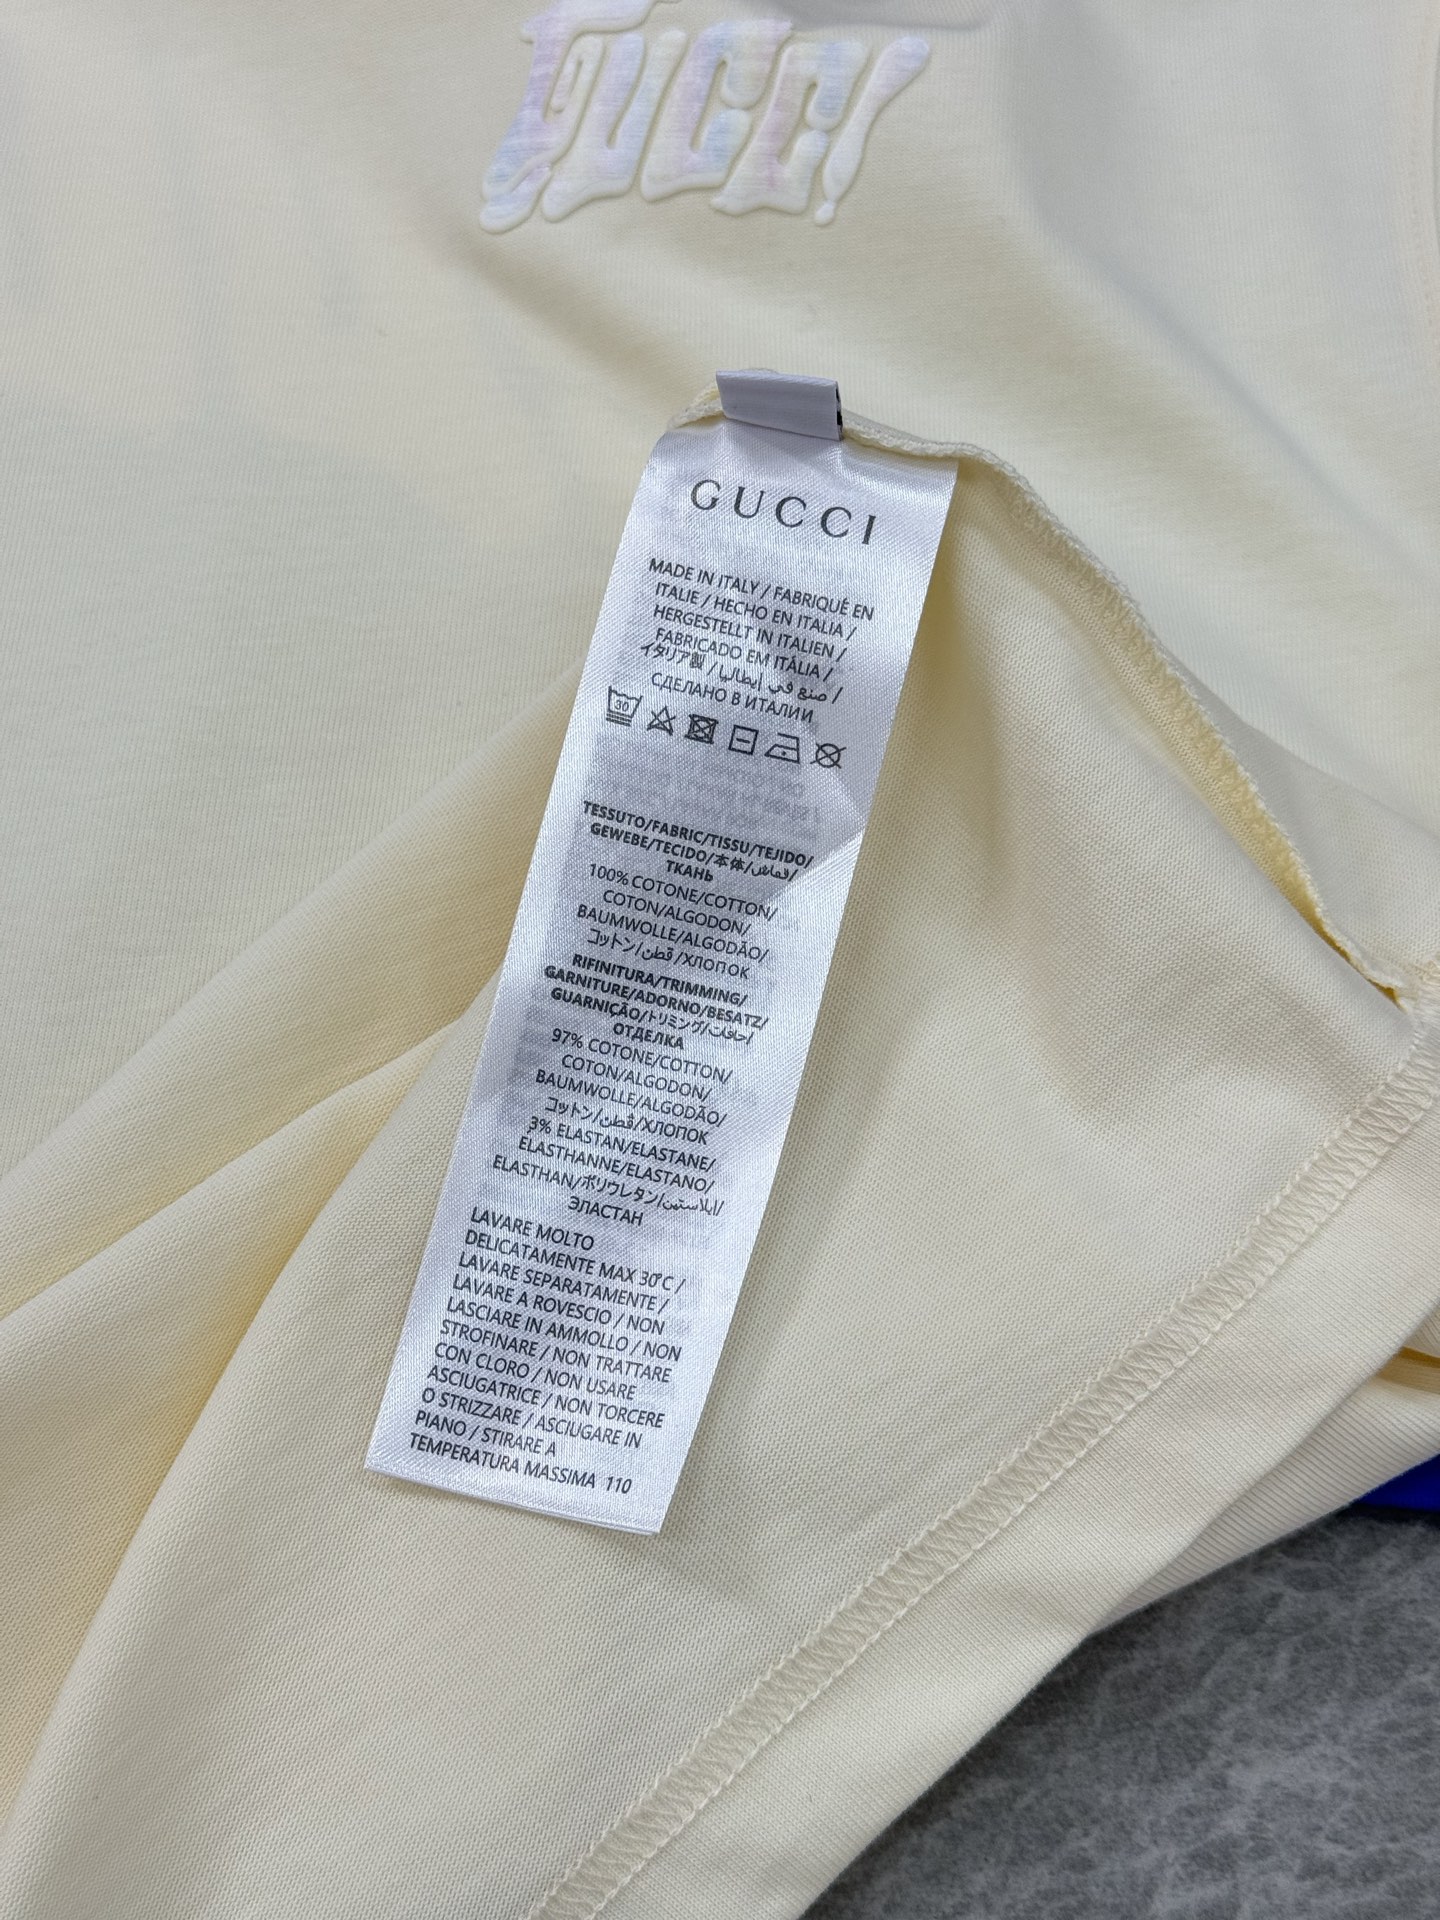 GUCCI
GUCCI
MADE IN ITALY / FABRIQUÉ EN
ITALIE / HECHO EN ITALIA /
HERGESTELLT IN ITALIEN /
FABRICADO EM ITÁLIA /
イタリア製 / صنع في إيطاليا /
СДЕЛАНО В ИТАЛИИ
30
TESSUTO/FABRIC/TISSU/TEJIDO/
GEWEBE/TECIDO/本体/قماش/
ТКАНЬ
100% COTONE/COTTON/
COTON/ALGODON/
BAUMWOLLE/ALGODÃO/
コットン/قطن/ХЛОПОК
RIFINITURA/TRIMMING/
GARNITURE/ADORNO/BESATZ/
GUARNIÇÃO/トリミング/حافات/
ОТДЕЛКА
97% COTONE/COTTON/
COTON/ALGODON/
BAUMWOLLE/ALGODÃO/
コットン/قطن/ХЛОПОК
3% ELASTAN/ELASTANE/
ELASTHANNE/ELASTANO/
ELASTHAN/ポリウレタン/إيلاستين/
ЭЛАСТАН
LAVARE MOLTO
DELICATAMENTE MAX 30°C /
LAVARE SEPARATAMENTE /
LAVARE A ROVESCIO / NON
LASCIARE IN AMMOLLO / NON
STROFINARE / NON TRATTARE
CON CLORO / NON USARE
ASCIUGATRICE / NON TORCERE
O STRIZZARE / ASCIUGARE IN
PIANO / STIRARE A
TEMPERATURA MASSIMA 110